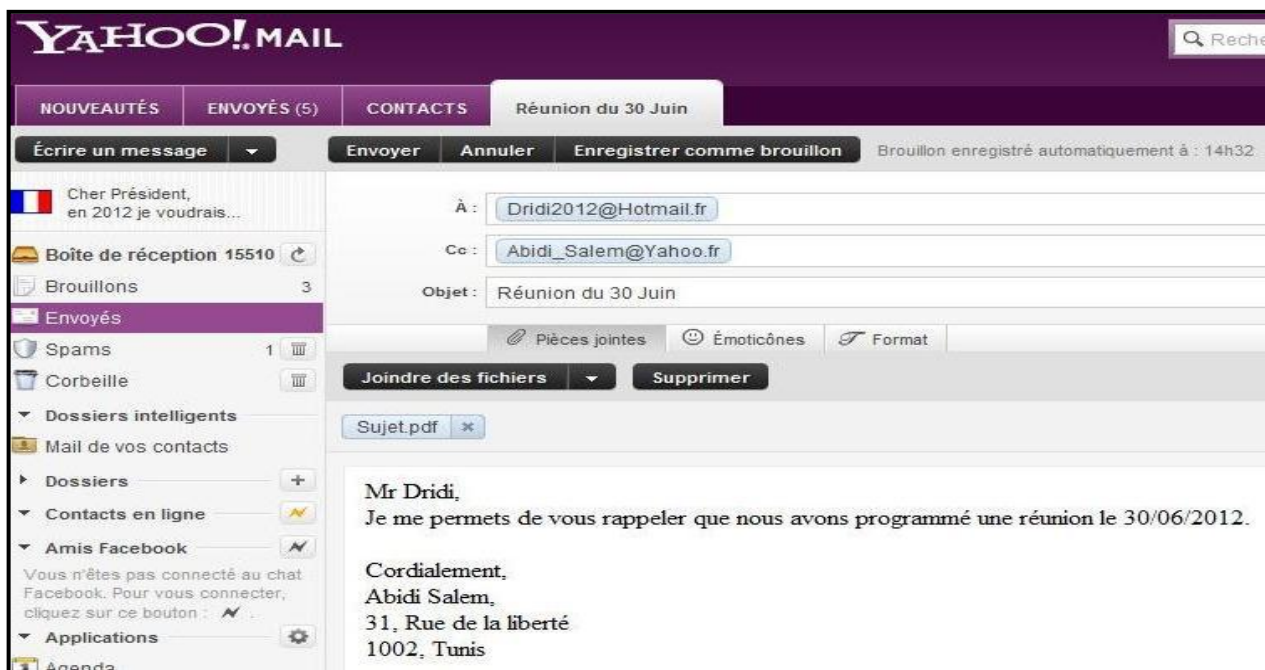 YAHOO! MAIL
Reche
NOUVEAUTÉS ENVOYÉS (5) CONTACTS Réunion du 30 Juin
Écrire un message Envoyer Annuler Enregistrer comme brouillon Brouillon enregistré automatiquement à : 14h32
Cher Président,
en 2012 je voudrais...
Boîte de réception 15510
Brouillons 3
Envoyés
Spams 1
Corbeille
Dossiers intelligents
Mail de vos contacts
Dossiers
Contacts en ligne
Amis Facebook
Vous n'êtes pas connecté au chat
Facebook. Pour vous connecter,
cliquez sur ce bouton : .
Applications
Agenda
À : Dridi2012@Hotmail.fr
Cc : Abidi_Salem@Yahoo.fr
Objet : Réunion du 30 Juin
Pièces jointes Émoticônes Format
Joindre des fichiers Supprimer
Sujet.pdf
Mr Dridi,
Je me permets de vous rappeler que nous avons programmé une réunion le 30/06/2012.
Cordialement,
Abidi Salem,
31, Rue de la liberté
1002, Tunis